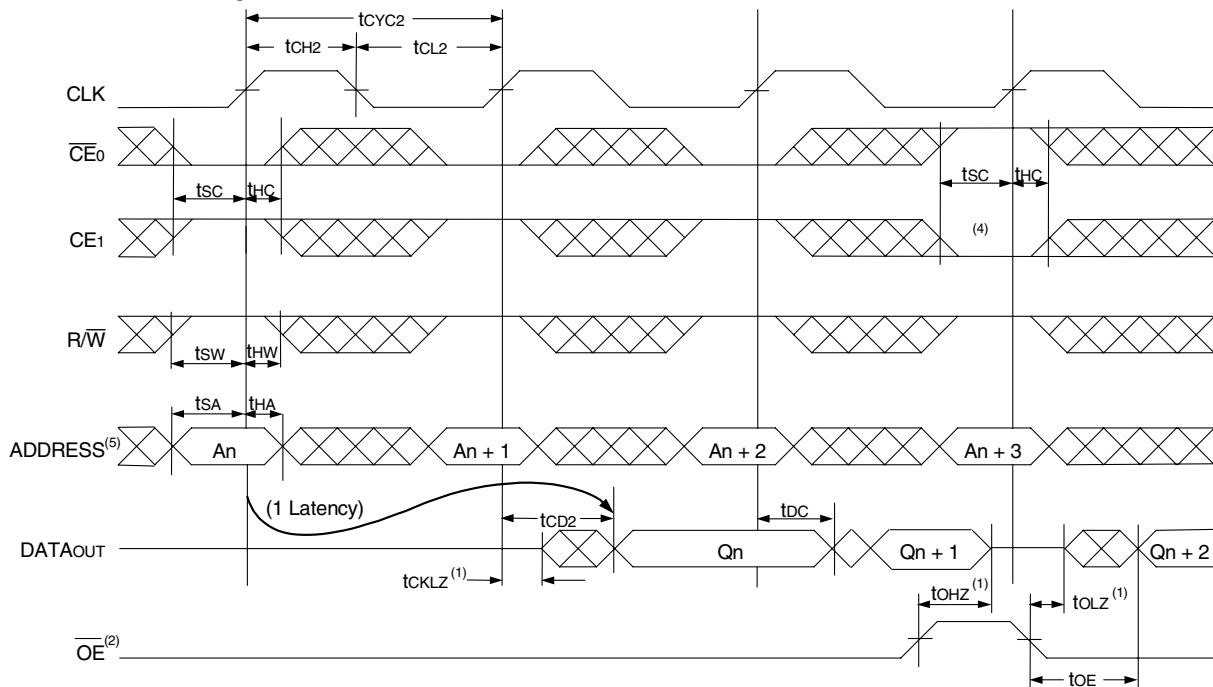 tCYC2
tCH2 tCL2
CLK
CE0
tSC tHC tSC tHC
CE1 (4)
R/W
tSW tHW
tSA tHA
ADDRESS(5) An An + 1 An + 2 An + 3
(1 Latency) tCD2 tDC
DATAOUT Qn Qn + 1 Qn + 2
tCKLZ(1) tOHZ(1) tOLZ(1)
OE(2)
tOE